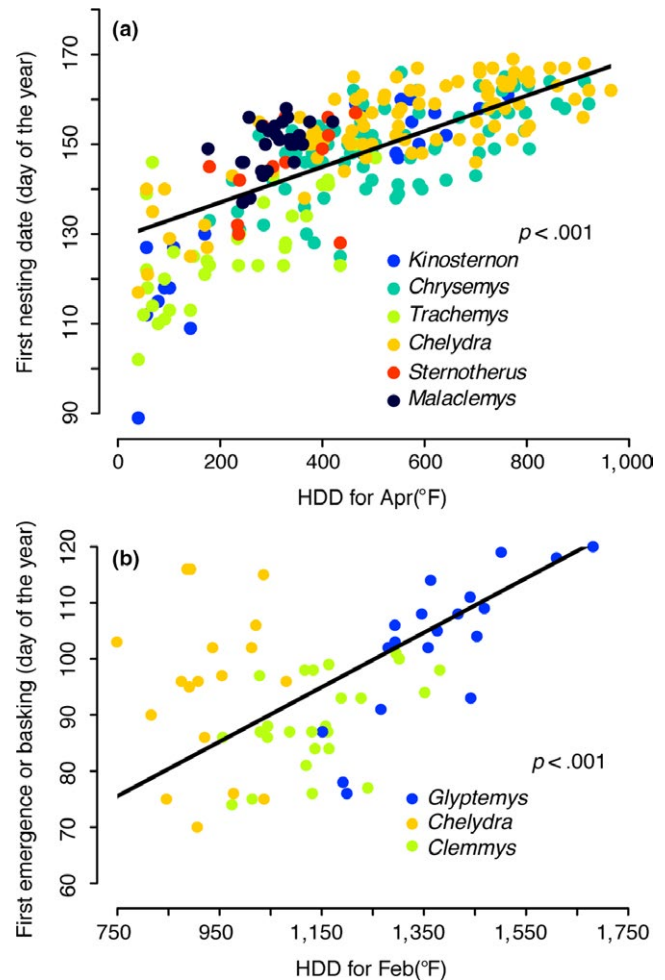 (a)
First nesting date (day of the year)
170
150
130
110
90
p < .001
Kinosternon
Chrysemys
Trachemys
Chelydra
Sternotherus
Malaclemys
0 200 400 600 800 1,000
HDD for Apr(°F)
(b)
First emergence or basking (day of the year)
120
110
100
90
80
70
60
p < .001
Glyptemys
Chelydra
Clemmys
750 950 1,150 1,350 1,550 1,750
HDD for Feb(°F)